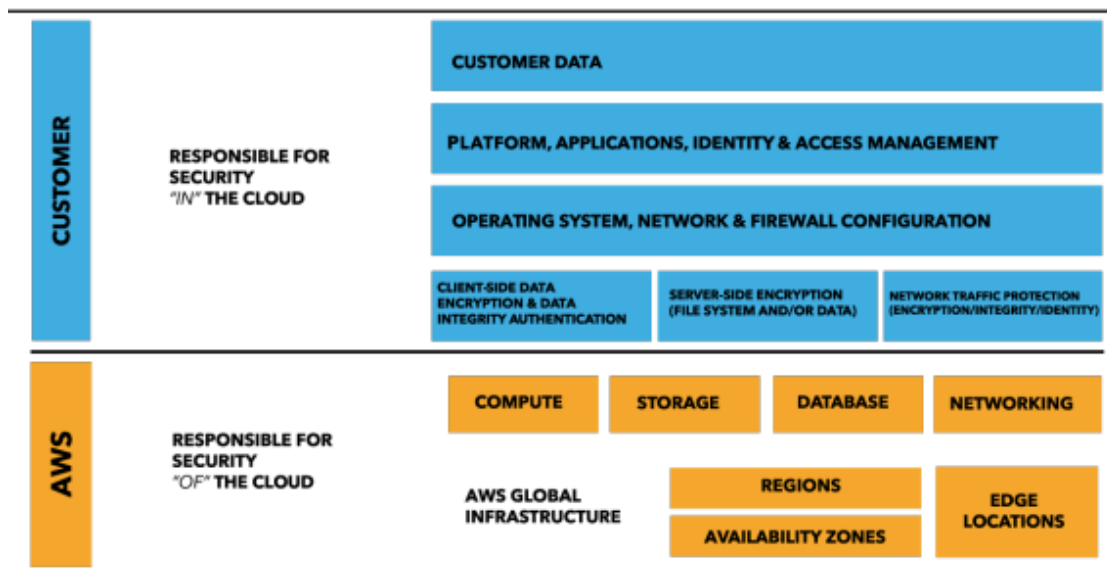 CUSTOMER
RESPONSIBLE FOR
SECURITY
"IN" THE CLOUD
CUSTOMER DATA
PLATFORM, APPLICATIONS, IDENTITY & ACCESS MANAGEMENT
OPERATING SYSTEM, NETWORK & FIREWALL CONFIGURATION
CLIENT-SIDE DATA
ENCRYPTION & DATA
INTEGRITY AUTHENTICATION
SERVER-SIDE ENCRYPTION
(FILE SYSTEM AND/OR DATA)
NETWORK TRAFFIC PROTECTION
(ENCRYPTION/INTEGRITY/IDENTITY)
AWS
RESPONSIBLE FOR
SECURITY
"OF" THE CLOUD
COMPUTE
STORAGE
DATABASE
NETWORKING
AWS GLOBAL
INFRASTRUCTURE
REGIONS
AVAILABILITY ZONES
EDGE
LOCATIONS